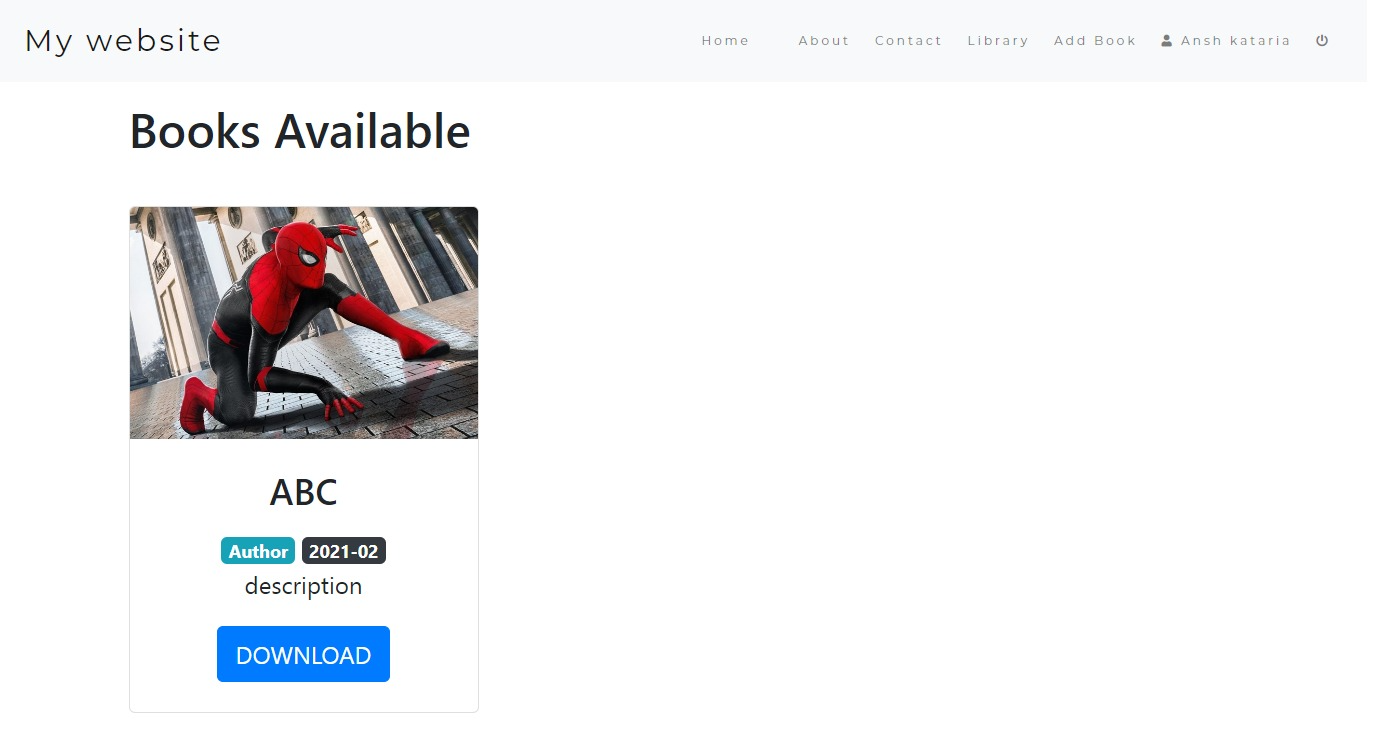 My website
Home About Contact Library Add Book Ansh kataria
Books Available
ABC
Author 2021-02
description
DOWNLOAD